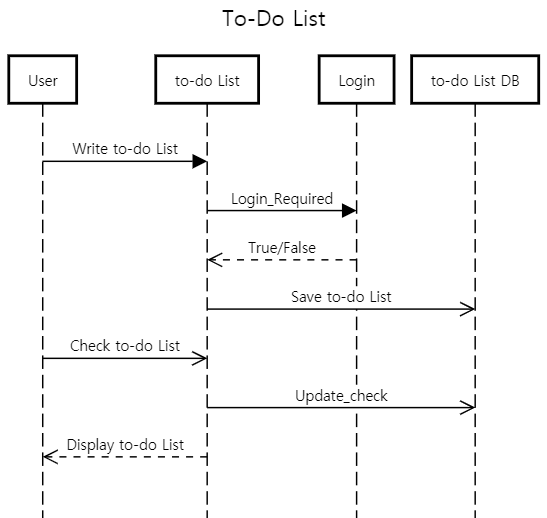 To-Do List
User
to-do List
Login
to-do List DB
Write to-do List
Login_Required
True/False
Save to-do List
Check to-do List
Update_check
Display to-do List